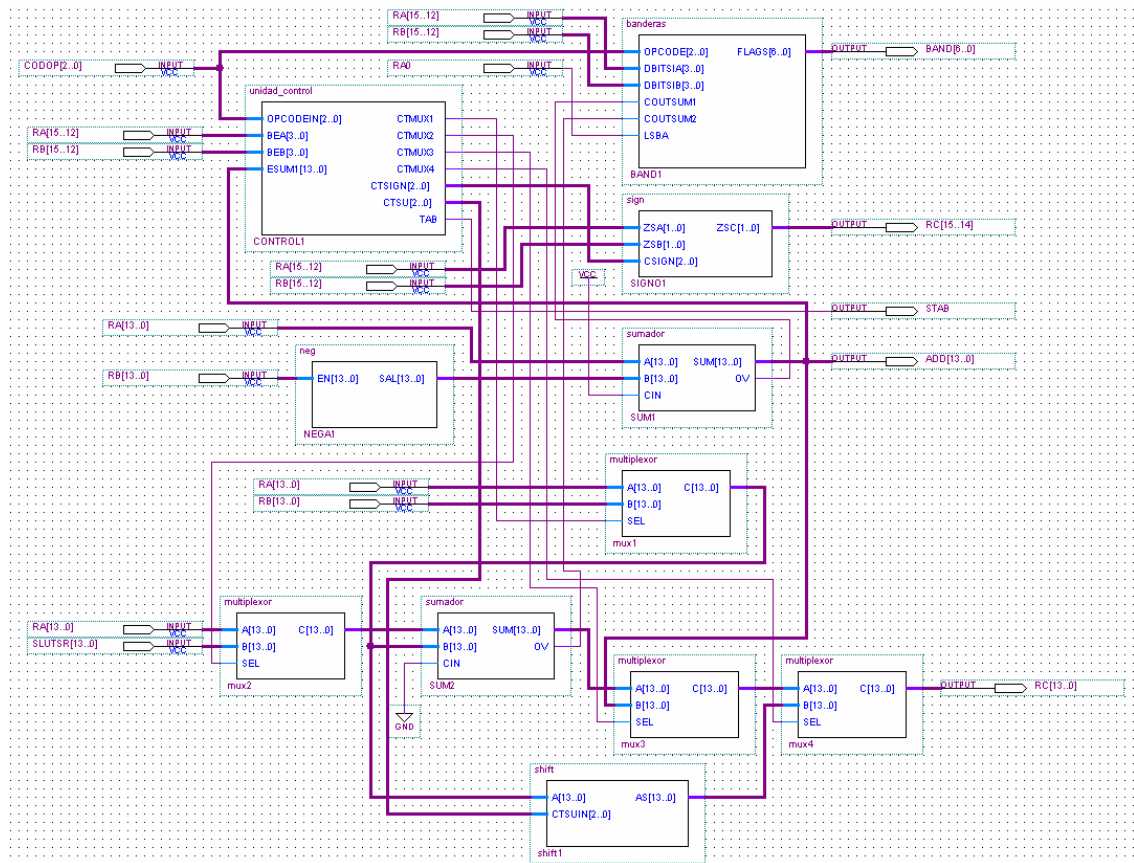 RA[15..12] INPUT VCC
RB[15..12] INPUT VCC
CODOP[2..0] INPUT VCC
RA0 INPUT VCC
banderas
OPCODE[2..0] FLAGS[6..0]
DBITSIA[3..0]
DBITSIB[3..0]
COUTSUM1
COUTSUM2
LSBA
BAND1
OUTPUT BAND[6..0]
unidad_control
OPCODEIN[2..0] CTMUX1
BEA[3..0] CTMUX2
BEB[3..0] CTMUX3
ESUM1[13..0] CTMUX4
CTSIGN[2..0]
CTSU[2..0]
TAB
CONTROL1
RA[15..12] INPUT VCC
RB[15..12] INPUT VCC
sign
ZSA[1..0] ZSC[1..0]
ZSB[1..0]
CSIGN[2..0]
SIGNO1
OUTPUT RC[15..14]
RA[15..12] INPUT VCC
RB[15..12] INPUT VCC
VCC
OUTPUT STAB
RA[13..0] INPUT VCC
RB[13..0] INPUT VCC
neg
EN[13..0] SAL[13..0]
NEGA1
sumador
A[13..0] SUM[13..0]
B[13..0] OV
CIN
SUM1
OUTPUT ADD[13..0]
RA[13..0] INPUT VCC
RB[13..0] INPUT VCC
multiplexor
A[13..0] C[13..0]
B[13..0]
SEL
mux1
RA[13..0] INPUT VCC
SLUTSR[13..0] INPUT VCC
multiplexor
A[13..0] C[13..0]
B[13..0]
SEL
mux2
sumador
A[13..0] SUM[13..0]
B[13..0] OV
CIN
SUM2
GND
multiplexor
A[13..0] C[13..0]
B[13..0]
SEL
mux3
multiplexor
A[13..0] C[13..0]
B[13..0]
SEL
mux4
OUTPUT RC[13..0]
shift
A[13..0] AS[13..0]
CTSUIN[2..0]
shift1